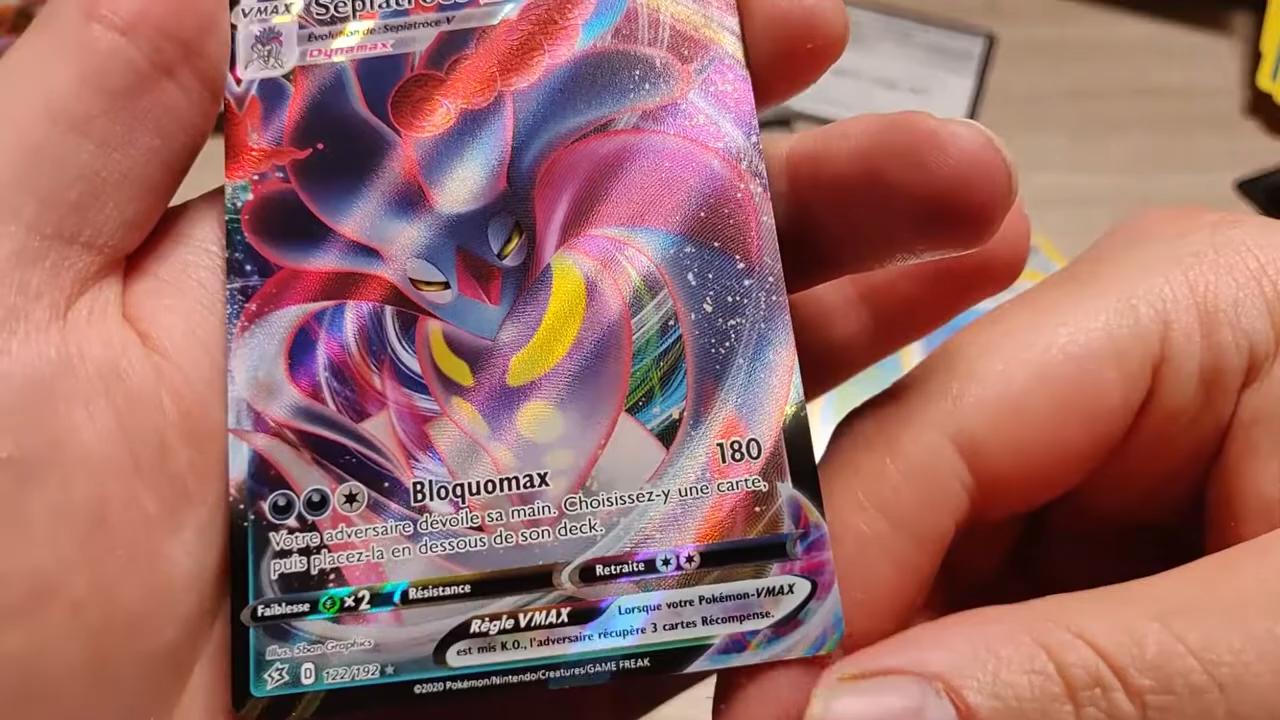 VMAX Sepiatroce
Évolution de : Sepiatroce-V
Dynamax
Bloquomax 180
Votre adversaire dévoile sa main. Choisissez-y une carte,
puis placez-la en dessous de son deck.
Faiblesse ×2 Résistance Retraite
Règle VMAX Lorsque votre Pokémon-VMAX
est mis K.O., l'adversaire récupère 3 cartes Récompense.
Illus. 5ban Graphics
D 122/192
©2020 Pokémon/Nintendo/Creatures/GAME FREAK